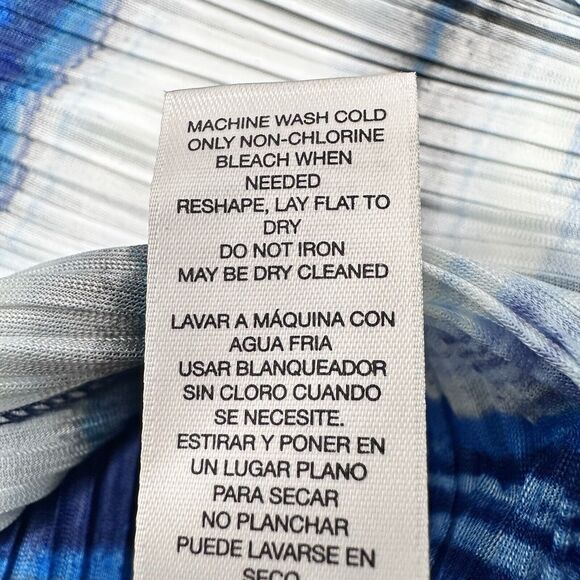 MACHINE WASH COLD
ONLY NON-CHLORINE
BLEACH WHEN
NEEDED
RESHAPE, LAY FLAT TO
DRY
DO NOT IRON
MAY BE DRY CLEANED
LAVAR A MÁQUINA CON
AGUA FRIA
USAR BLANQUEADOR
SIN CLORO CUANDO
SE NECESITE.
ESTIRAR Y PONER EN
UN LUGAR PLANO
PARA SECAR
NO PLANCHAR
PUEDE LAVARSE EN
SECO